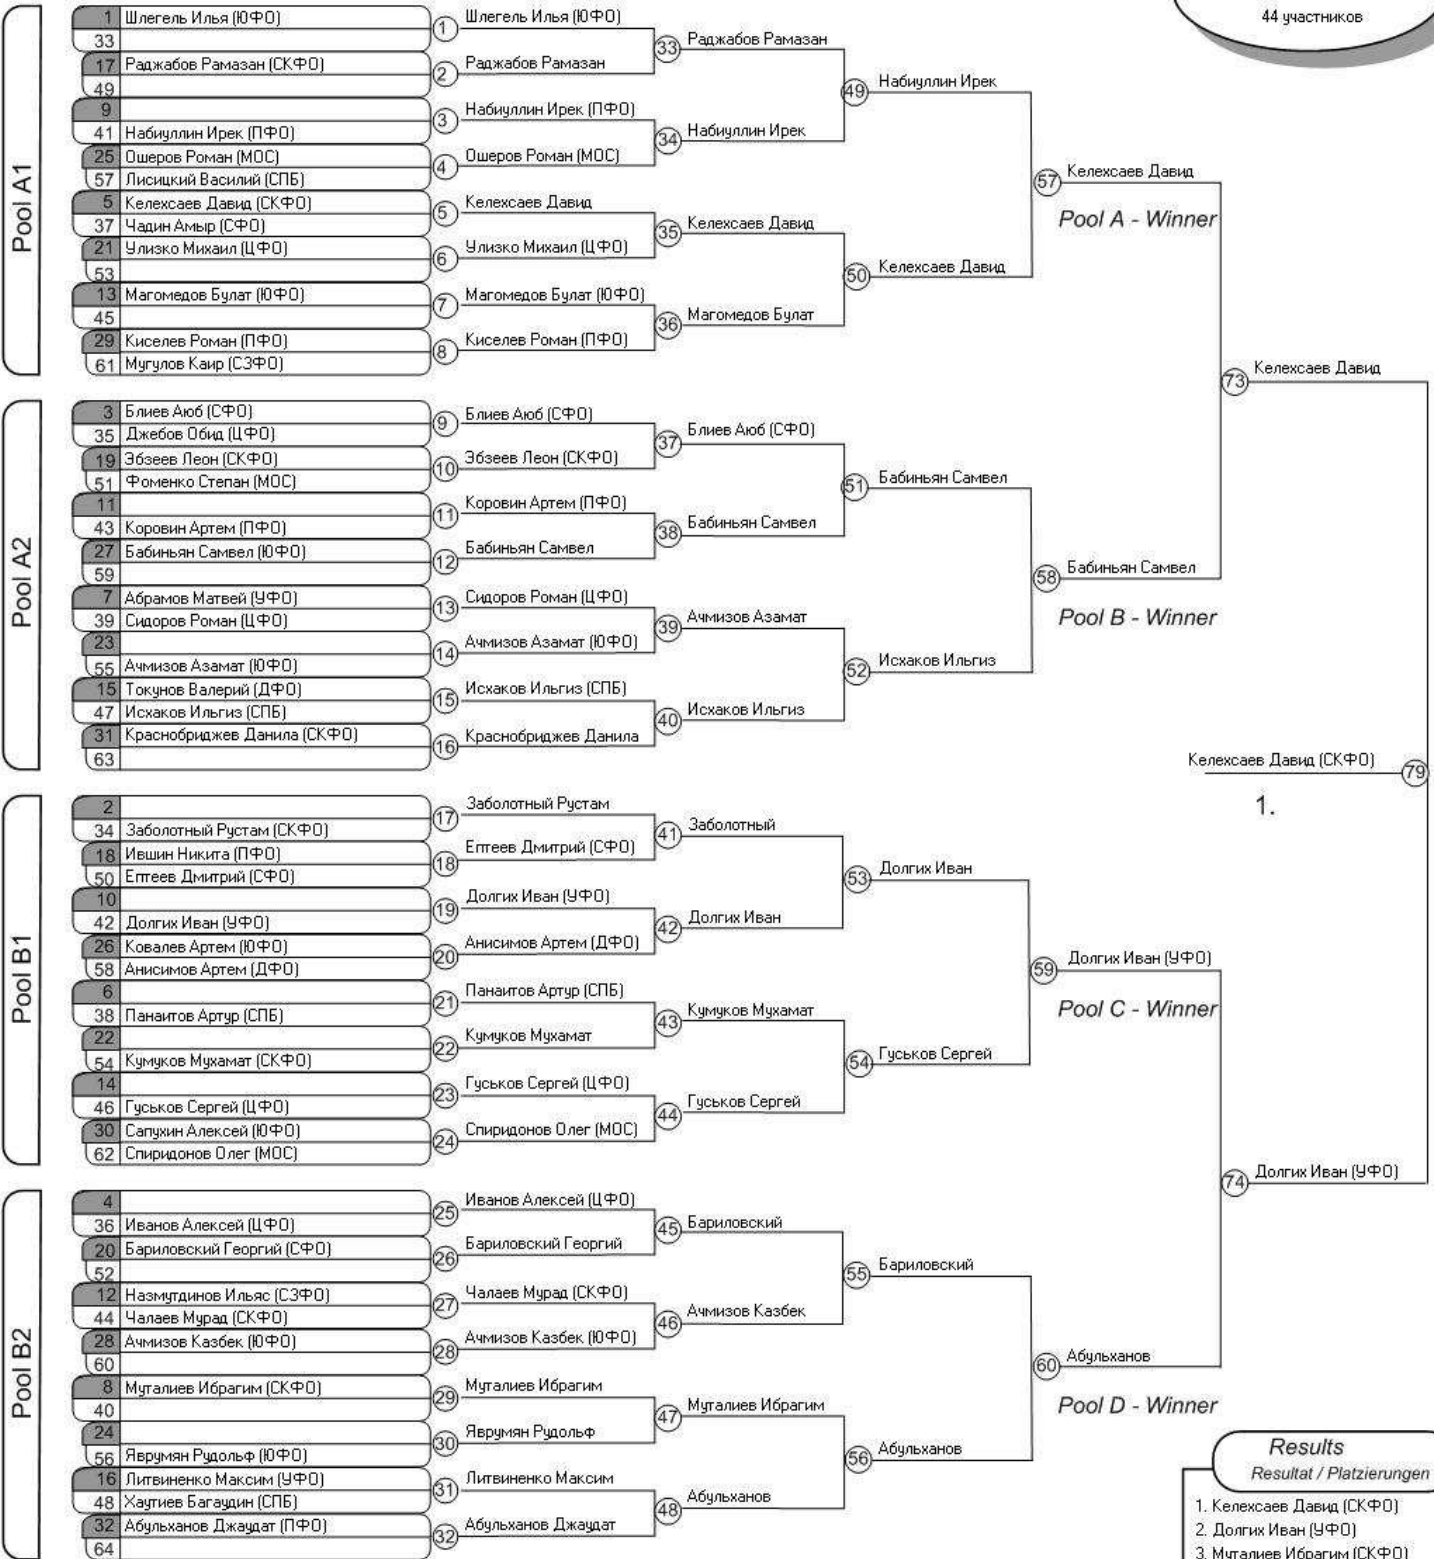 44 участников
Pool A1
1 Шлегель Илья (ЮФО)
33
17 Раджабов Рамазан (СКФО)
49
9
41 Набиуллин Ирек (ПФО)
25 Ошеров Роман (МОС)
57 Лисицкий Василий (СПБ)
5 Келехсаев Давид (СКФО)
37 Чадин Амыр (СФО)
21 Улизко Михаил (ЦФО)
53
13 Магомедов Булат (ЮФО)
45
29 Киселев Роман (ПФО)
61 Мугулов Каир (СЗФО)
1 Шлегель Илья (ЮФО)
2 Раджабов Рамазан
3 Набиуллин Ирек (ПФО)
4 Ошеров Роман (МОС)
5 Келехсаев Давид
6 Улизко Михаил (ЦФО)
7 Магомедов Булат (ЮФО)
8 Киселев Роман (ПФО)
33 Раджабов Рамазан
34 Набиуллин Ирек
35 Келехсаев Давид
36 Магомедов Булат
49 Набиуллин Ирек
50 Келехсаев Давид
57 Келехсаев Давид
Pool A - Winner
Pool A2
3 Блиев Аюб (СФО)
35 Джебов Обид (ЦФО)
19 Эбзеев Леон (СКФО)
51 Фоменко Степан (МОС)
11
43 Коровин Артем (ПФО)
27 Бабиньян Самвел (ЮФО)
59
7 Абрамов Матвей (УФО)
39 Сидоров Роман (ЦФО)
23
55 Ачмизов Азамат (ЮФО)
15 Токунов Валерий (ДФО)
47 Исхаков Ильгиз (СПБ)
31 Краснобриджев Данила (СКФО)
63
9 Блиев Аюб (СФО)
10 Эбзеев Леон (СКФО)
11 Коровин Артем (ПФО)
12 Бабиньян Самвел
13 Сидоров Роман (ЦФО)
14 Ачмизов Азамат (ЮФО)
15 Исхаков Ильгиз (СПБ)
16 Краснобриджев Данила
37 Блиев Аюб (СФО)
38 Бабиньян Самвел
39 Ачмизов Азамат
40 Исхаков Ильгиз
51 Бабиньян Самвел
52 Исхаков Ильгиз
58 Бабиньян Самвел
Pool B - Winner
73 Келехсаев Давид
Келехсаев Давид (СКФО) 79
1.
Pool B1
2
34 Заболотный Рустам (СКФО)
18 Ившин Никита (ПФО)
50 Ептеев Дмитрий (СФО)
10
42 Долгих Иван (УФО)
26 Ковалев Артем (ЮФО)
58 Анисимов Артем (ДФО)
6
38 Панаитов Артур (СПБ)
22
54 Кумуков Мухамат (СКФО)
14
46 Гуськов Сергей (ЦФО)
30 Сапухин Алексей (ЮФО)
62 Спиридонов Олег (МОС)
17 Заболотный Рустам
18 Ептеев Дмитрий (СФО)
19 Долгих Иван (УФО)
20 Анисимов Артем (ДФО)
21 Панаитов Артур (СПБ)
22 Кумуков Мухамат
23 Гуськов Сергей (ЦФО)
24 Спиридонов Олег (МОС)
41 Заболотный
42 Долгих Иван
43 Кумуков Мухамат
44 Гуськов Сергей
53 Долгих Иван
54 Гуськов Сергей
59 Долгих Иван (УФО)
Pool C - Winner
Pool B2
4
36 Иванов Алексей (ЦФО)
20 Бариловский Георгий (СФО)
52
12 Назмутдинов Ильяс (СЗФО)
44 Чалаев Мурад (СКФО)
28 Ачмизов Казбек (ЮФО)
60
8 Муталиев Ибрагим (СКФО)
40
24
56 Яврумян Рудольф (ЮФО)
16 Литвиненко Максим (УФО)
48 Хаутиев Багаудин (СПБ)
32 Абульханов Джаудат (ПФО)
64
25 Иванов Алексей (ЦФО)
26 Бариловский Георгий
27 Чалаев Мурад (СКФО)
28 Ачмизов Казбек (ЮФО)
29 Муталиев Ибрагим
30 Яврумян Рудольф
31 Литвиненко Максим
32 Абульханов Джаудат
45 Бариловский
46 Ачмизов Казбек
47 Муталиев Ибрагим
48 Абульханов
55 Бариловский
56 Абульханов
60 Абульханов
Pool D - Winner
74 Долгих Иван (УФО)
Results
Resultat / Platzierungen
1. Келехсаев Давид (СКФО)
2. Долгих Иван (УФО)
3. Муталиев Ибрагим (СКФО)